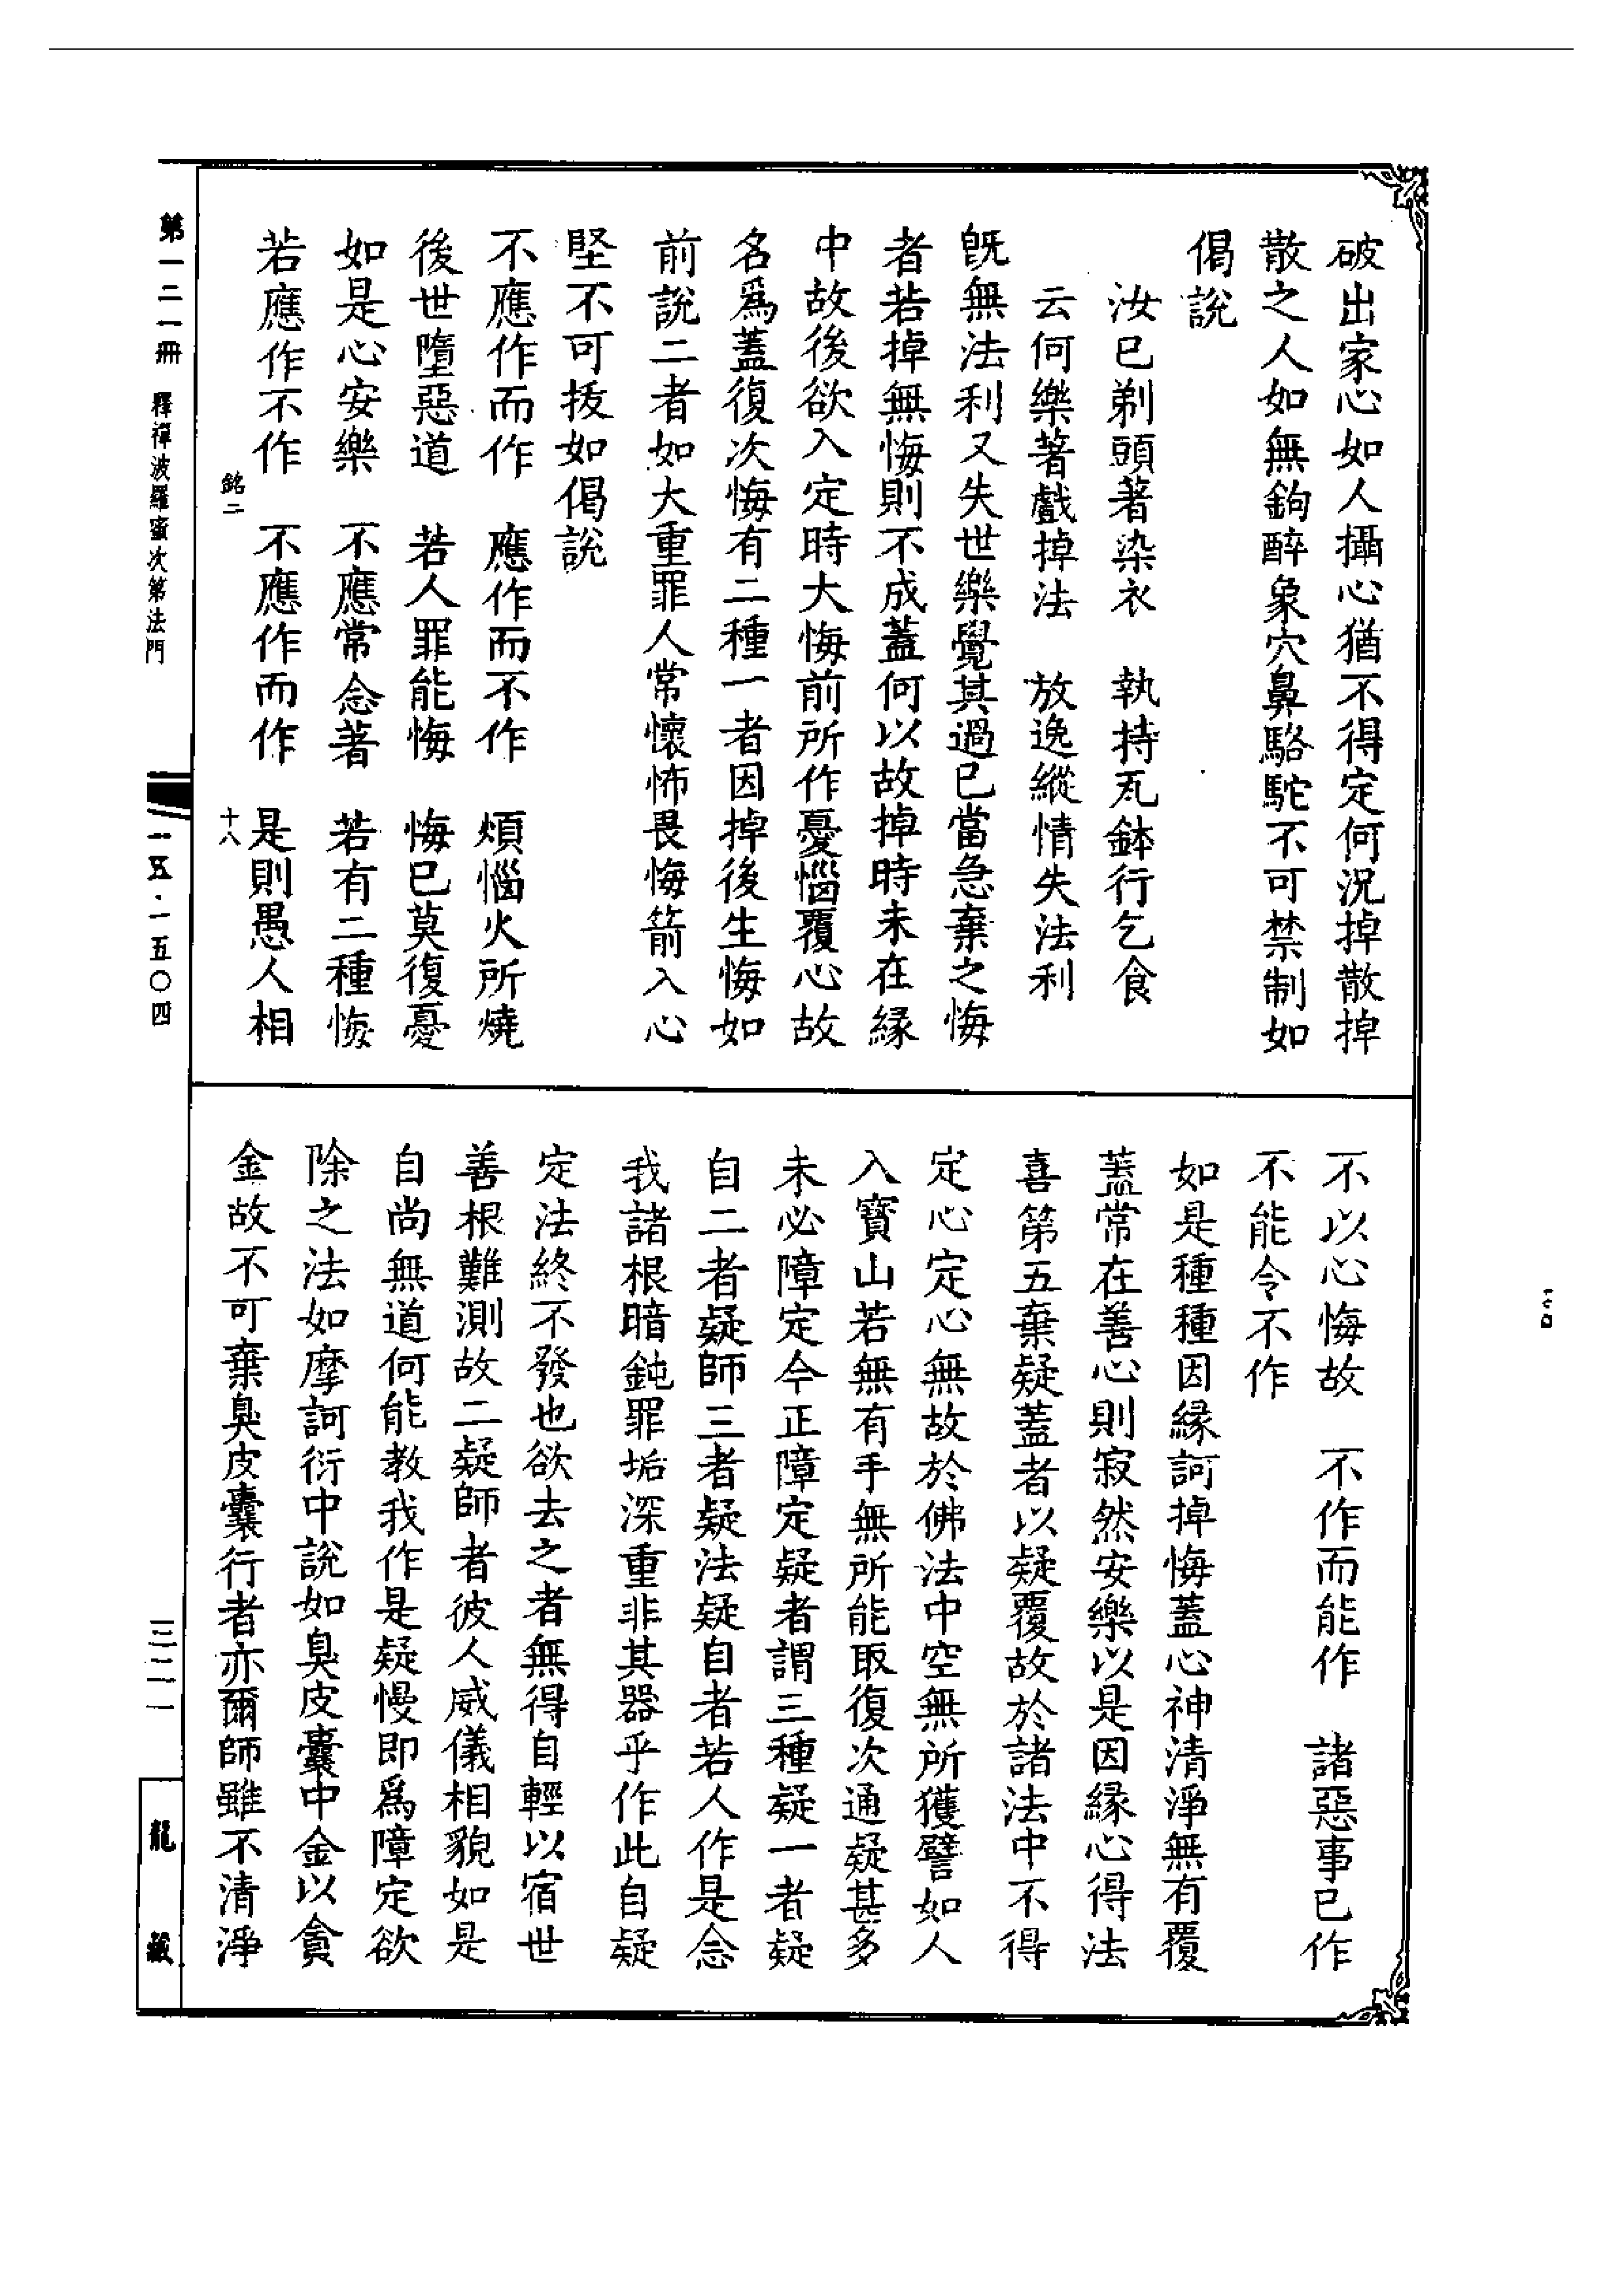 破出家心如人攝心猶不得定何況掉散掉
散之人如無鉤醉象穴鼻駱駝不可禁制如
偈說
汝已剃頭著染衣　執持瓦鉢行乞食
云何樂著戲掉法　放逸縱情失法利
旣無法利又失世樂覺其過已當急棄之悔
者若掉無悔則不成蓋何以故掉時未在緣
中故後欲入定時大悔前所作憂惱覆心故
名爲蓋復次悔有二種一者因掉後生悔如
前說二者如大重罪人常懷怖畏悔箭入心
堅不可拔如偈說
不應作而作　應作而不作　煩惱火所燒
後世墮惡道　若人罪能悔　悔已莫復憂
如是心安樂　不應常念著　若有二種悔
若應作不作　不應作而作　是則愚人相
銘二　十八
不以心悔故　不作而能作　諸惡事已作
不能令不作
如是種種因緣訶掉悔蓋心神清淨無有覆
蓋常在善心則寂然安樂以是因緣心得法
喜第五棄疑蓋者以疑覆故於諸法中不得
定心定心無故於佛法中空無所獲譬如人
入寶山若無有手無所能取復次通疑甚多
未必障定今正障定疑者謂三種疑一者疑
自二者疑師三者疑法疑自者若人作是念
我諸根暗鈍罪垢深重非其器乎作此自疑
定法終不發也欲去之者無得自輕以宿世
善根難測故二疑師者彼人威儀相貌如是
自尚無道何能教我作是疑慢即爲障定欲
除之法如摩訶衍中說如臭皮囊中金以貪
金故不可棄臭皮囊行者亦爾師雖不清淨
第一二一冊　釋禪波羅蜜次第法門
一五·一五〇四
三二一
龍藏